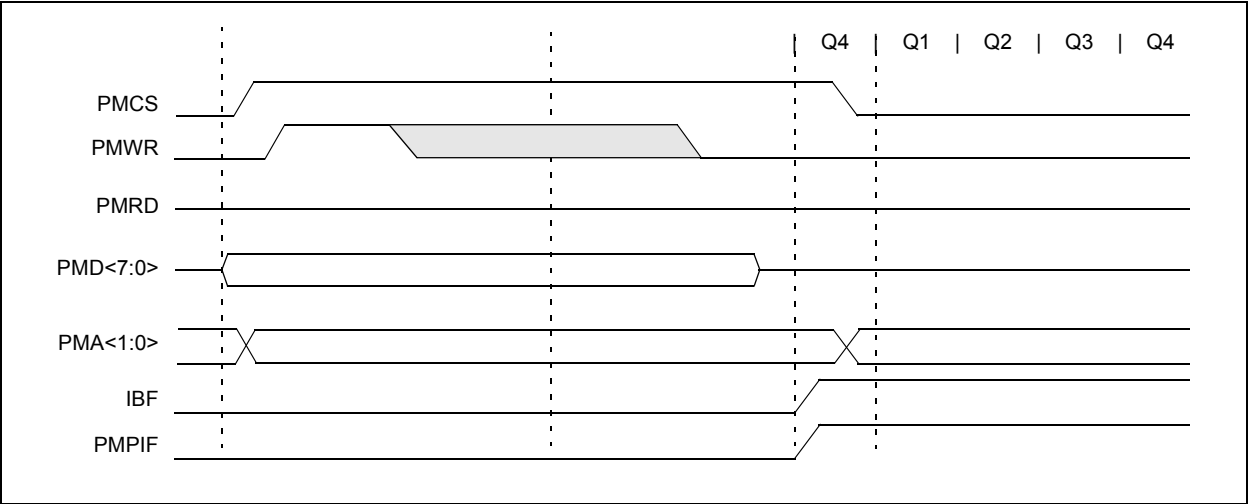 | Q4 | Q1 | Q2 | Q3 | Q4
PMCS
PMWR
PMRD
PMD<7:0>
PMA<1:0>
IBF
PMPIF